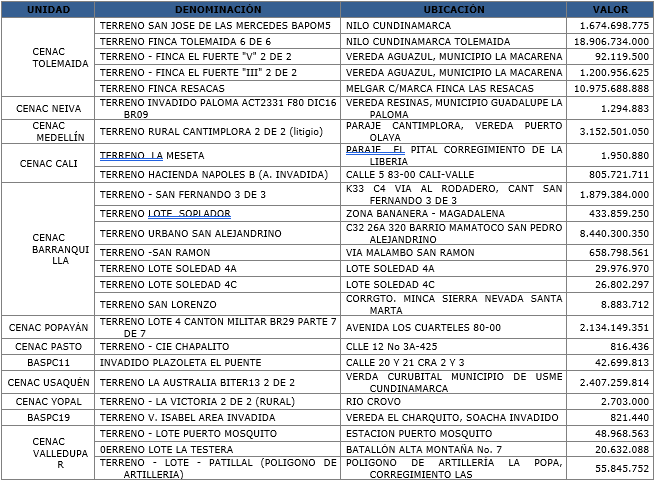 UNIDAD DENOMINACIÓN UBICACIÓN VALOR
CENAC
TOLEMAIDA
TERRENO SAN JOSE DE LAS MERCEDES BAPOM5 NILO CUNDINAMARCA 1.674.698.775
TERRENO FINCA TOLEMAIDA 6 DE 6 NILO CUNDINAMARCA TOLEMAIDA 18.906.734.000
TERRENO - FINCA EL FUERTE "V" 2 DE 2 VEREDA AGUAZUL, MUNICIPIO LA MACARENA 92.119.500
TERRENO - FINCA EL FUERTE "III" 2 DE 2 VEREDA AGUAZUL, MUNICIPIO LA MACARENA 1.200.956.625
TERRENO FINCA RESACAS MELGAR C/MARCA FINCA LAS RESACAS 10.975.688.888
CENAC NEIVA
TERRENO INVADIDO PALOMA ACT2331 F80 DIC16
BR09
VEREDA RESINAS, MUNICIPIO GUADALUPE LA
PALOMA
1.294.883
CENAC
MEDELLÍN
TERRENO RURAL CANTIMPLORA 2 DE 2 (litigio)
PARAJE CANTIMPLORA, VEREDA PUERTO
OLAYA
3.152.501.050
CENAC CALI
TERRENO LA MESETA
PARAJE EL PITAL CORREGIMIENTO DE LA
LIBERIA
1.950.880
TERRENO HACIENDA NAPOLES B (A. INVADIDA) CALLE 5 83-00 CALI-VALLE 805.721.711
CENAC
BARRANQUI
LLA
TERRENO - SAN FERNANDO 3 DE 3
K33 C4 VIA AL RODADERO, CANT SAN
FERNANDO 3 DE 3
1.879.384.000
TERRENO LOTE SOPLADOR ZONA BANANERA - MAGADALENA 433.859.250
TERRENO URBANO SAN ALEJANDRINO
C32 26A 320 BARRIO MAMATOCO SAN PEDRO
ALEJANDRINO
8.440.300.350
TERRENO -SAN RAMON VIA MALAMBO SAN RAMON 658.798.561
TERRENO LOTE SOLEDAD 4A LOTE SOLEDAD 4A 29.976.970
TERRENO LOTE SOLEDAD 4C LOTE SOLEDAD 4C 26.802.297
TERRENO SAN LORENZO
CORRGTO. MINCA SIERRA NEVADA SANTA
MARTA
8.883.712
CENAC POPAYÁN
TERRENO LOTE 4 CANTON MILITAR BR29 PARTE 7
DE 7
AVENIDA LOS CUARTELES 80-00 2.134.149.351
CENAC PASTO TERRENO - CIE CHAPALITO CLLE 12 No 3A-425 816.436
BASPC11 INVADIDO PLAZOLETA EL PUENTE CALLE 20 Y 21 CRA 2 Y 3 42.699.813
CENAC USAQUÉN TERRENO LA AUSTRALIA BITER13 2 DE 2
VERDA CURUBITAL MUNICIPIO DE USME
CUNDINAMARCA
2.407.259.814
CENAC YOPAL TERRENO - LA VICTORIA 2 DE 2 (RURAL) RIO CROVO 2.703.000
BASPC19 TERRENO V. ISABEL AREA INVADIDA VEREDA EL CHARQUITO, SOACHA INVADIDO 821.440
CENAC
VALLEDUPA
R
TERRENO - LOTE PUERTO MOSQUITO ESTACION PUERTO MOSQUITO 48.968.563
0ERRENO LOTE LA TESTERA BATALLÓN ALTA MONTAÑA No. 7 20.632.088
TERRENO - LOTE - PATILLAL (POLIGONO DE
ARTILLERIA)
POLIGONO DE ARTILLERÍA LA POPA,
CORREGIMIENTO LAS
55.845.752